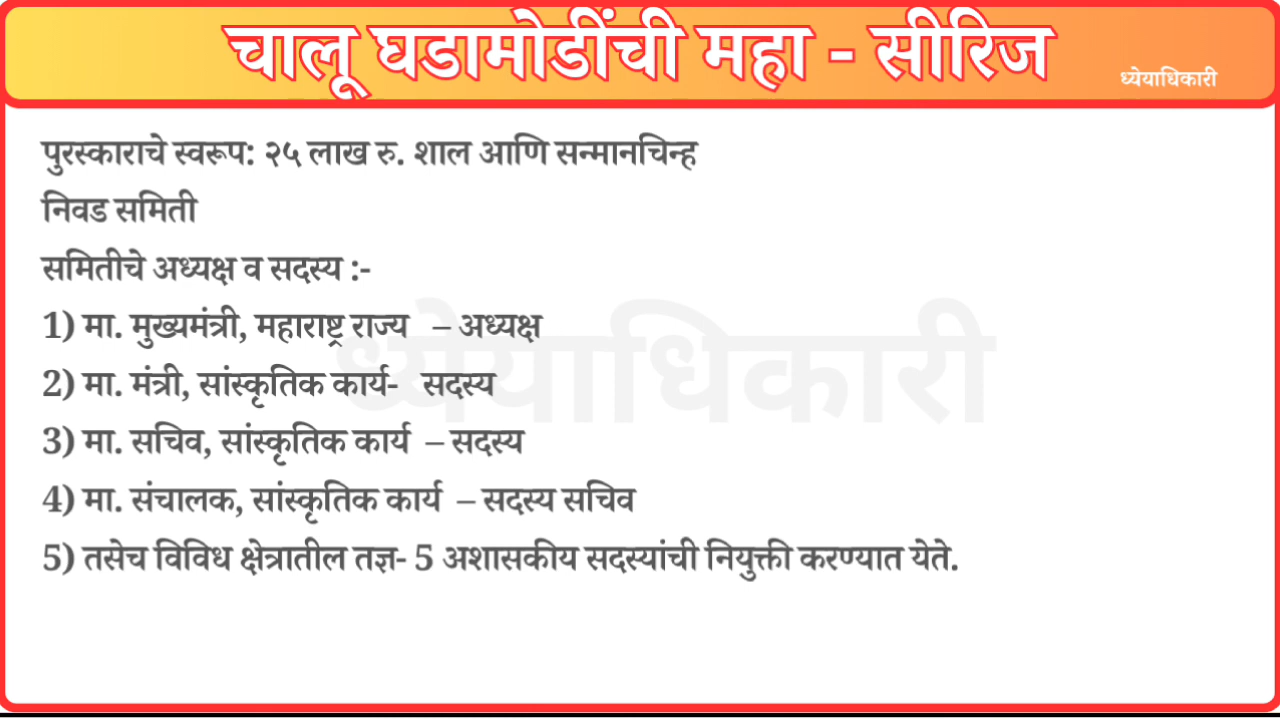 चालू घडामोडींची महा - सीरिज
ध्येयाधिकारी
पुरस्काराचे स्वरूप: २५ लाख रु. शाल आणि सन्मानचिन्ह
निवड समिती
समितीचे अध्यक्ष व सदस्य :-
1) मा. मुख्यमंत्री, महाराष्ट्र राज्य – अध्यक्ष
2) मा. मंत्री, सांस्कृतिक कार्य- सदस्य
3) मा. सचिव, सांस्कृतिक कार्य – सदस्य
4) मा. संचालक, सांस्कृतिक कार्य – सदस्य सचिव
5) तसेच विविध क्षेत्रातील तज्ञ- 5 अशासकीय सदस्यांची नियुक्ती करण्यात येते.
ध्येयाधिकारी